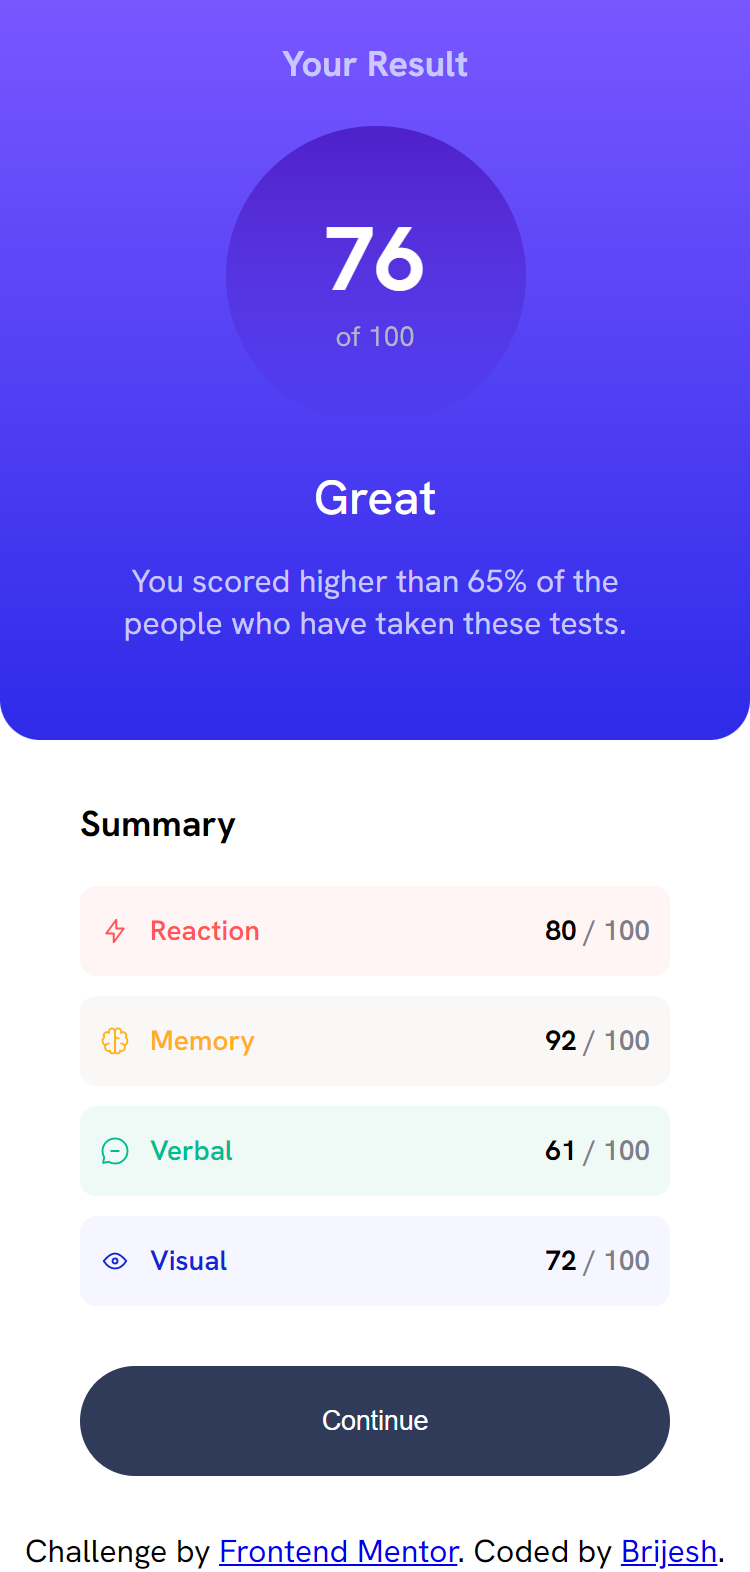 Your Result
76
of 100
Great
You scored higher than 65% of the
people who have taken these tests.
Summary
Reaction 80 / 100
Memory 92 / 100
Verbal 61 / 100
Visual 72 / 100
Continue
Challenge by Frontend Mentor. Coded by Brijesh.